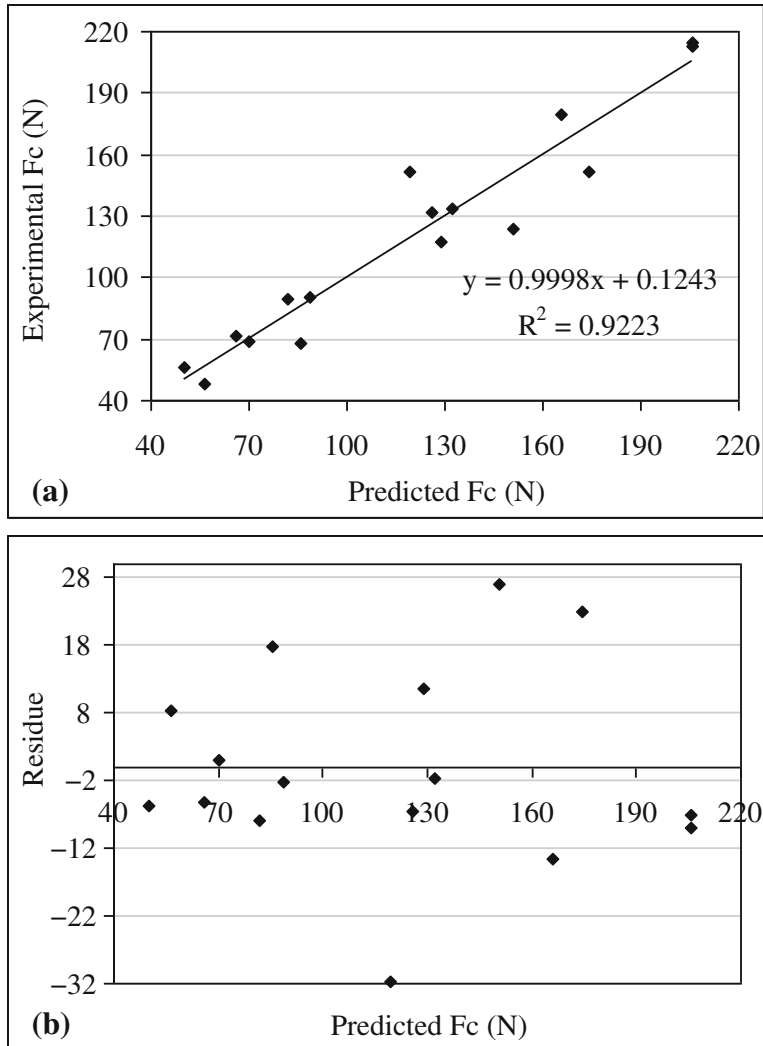 220
190
160
130
100
70
40
Experimental Fc (N)
y = 0.9998x + 0.1243
R² = 0.9223
40 70 100 130 160 190 220
(a) Predicted Fc (N)
28
18
8
−2
−12
−22
−32
Residue
40 70 100 130 160 190 220
(b) Predicted Fc (N)